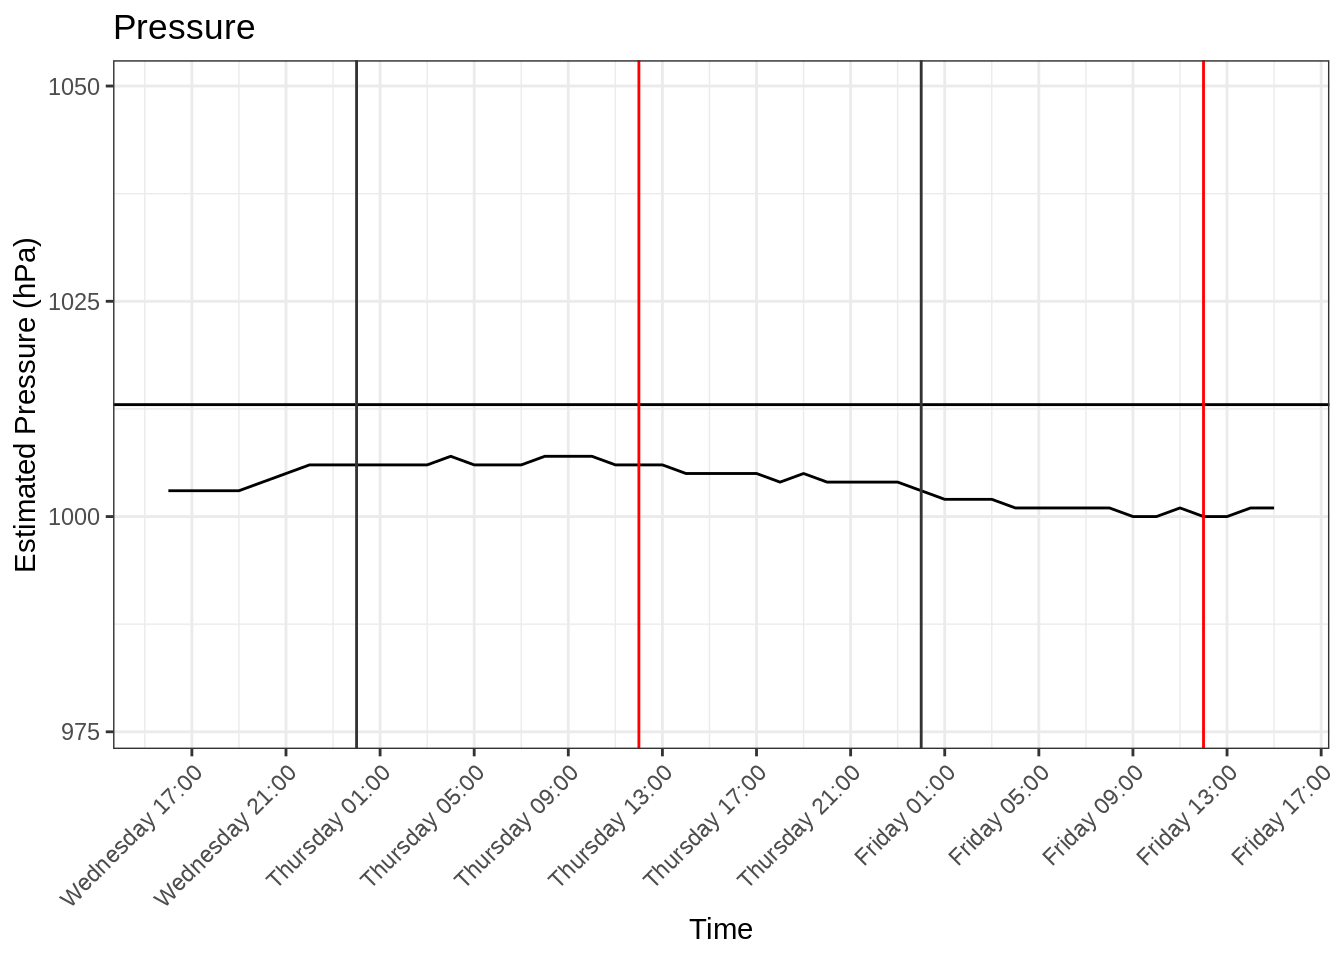 Pressure
Estimated Pressure (hPa)
1050
1025
1000
975
Wednesday 17:00
Wednesday 21:00
Thursday 01:00
Thursday 05:00
Thursday 09:00
Thursday 13:00
Thursday 17:00
Thursday 21:00
Friday 01:00
Friday 05:00
Friday 09:00
Friday 13:00
Friday 17:00
Time